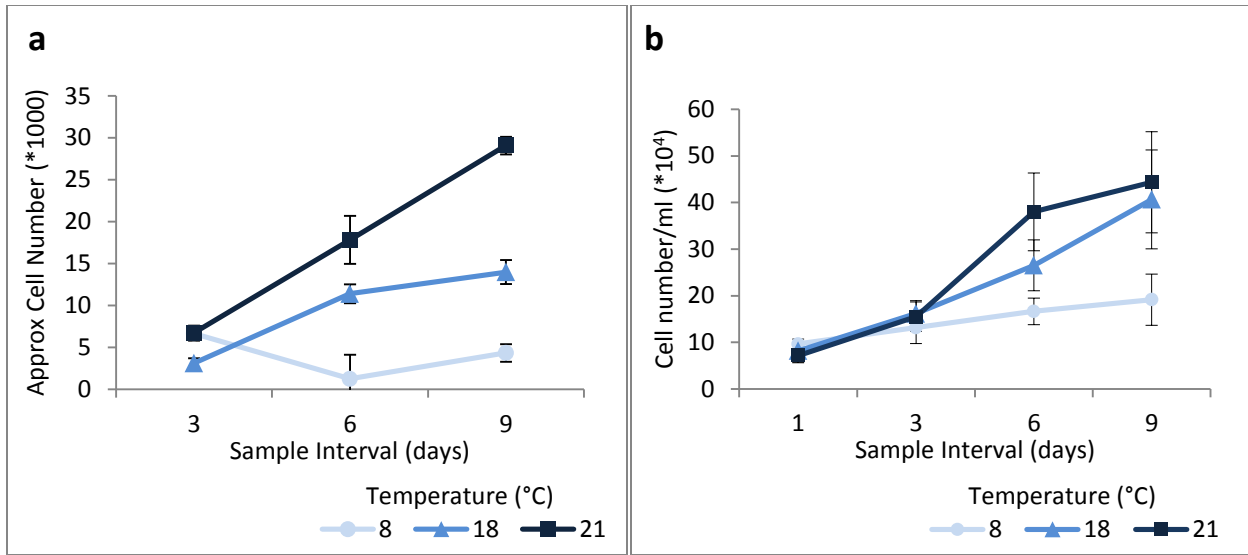 a
Approx Cell Number (*1000)
35
30
25
20
15
10
5
0
3 6 9
Sample Interval (days)
Temperature (°C)
8 18 21
b
Cell number/ml (*10⁴)
60
50
40
30
20
10
0
1 3 6 9
Sample Interval (days)
Temperature (°C)
8 18 21